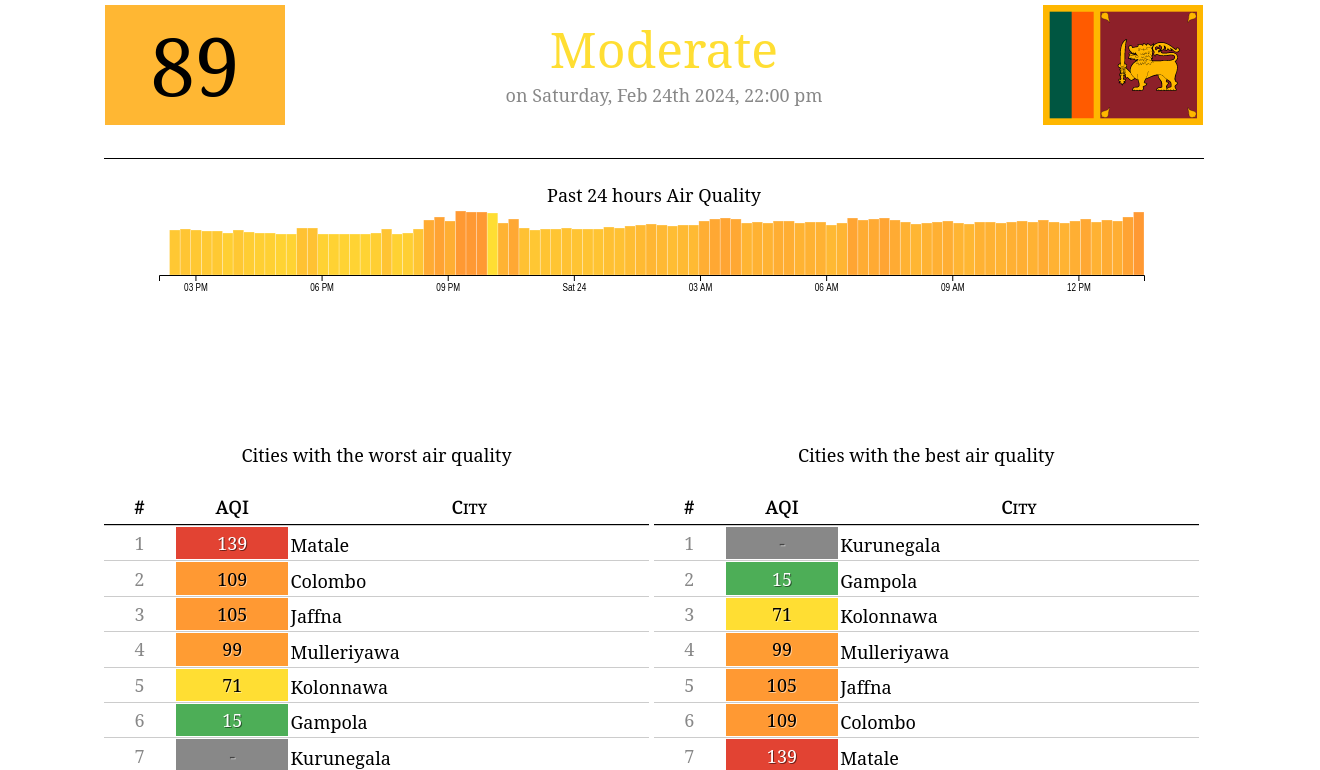 89
Moderate
on Saturday, Feb 24th 2024, 22:00 pm
Past 24 hours Air Quality
03 PM 06 PM 09 PM Sat 24 03 AM 06 AM 09 AM 12 PM
Cities with the worst air quality
# AQI City
1 139 Matale
2 109 Colombo
3 105 Jaffna
4 99 Mulleriyawa
5 71 Kolonnawa
6 15 Gampola
7 - Kurunegala
Cities with the best air quality
# AQI City
1 - Kurunegala
2 15 Gampola
3 71 Kolonnawa
4 99 Mulleriyawa
5 105 Jaffna
6 109 Colombo
7 139 Matale